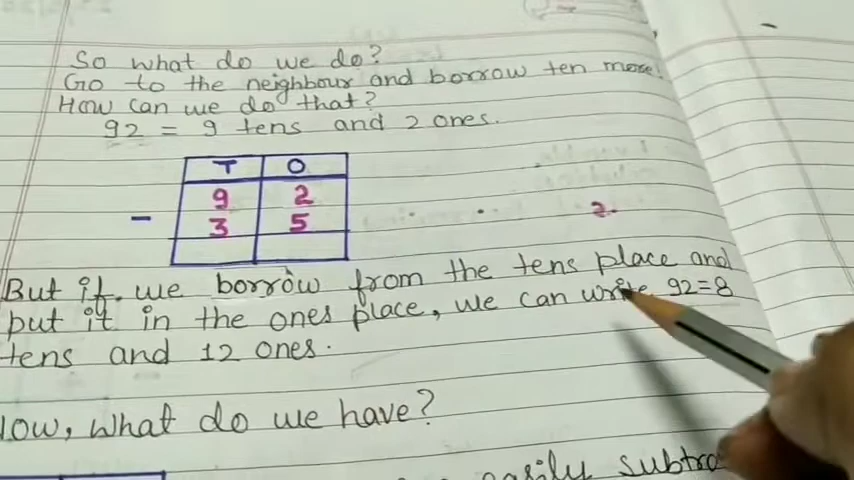 So what do we do?
Go to the neighbour and borrow ten more!
How can we do that?
92 = 9 tens and 2 ones.
T O
9 2
- 3 5
2.
But if we borrow from the tens place and
put it in the ones place, we can write 92=8
tens and 12 ones.
Now, what do we have?
easily subtra